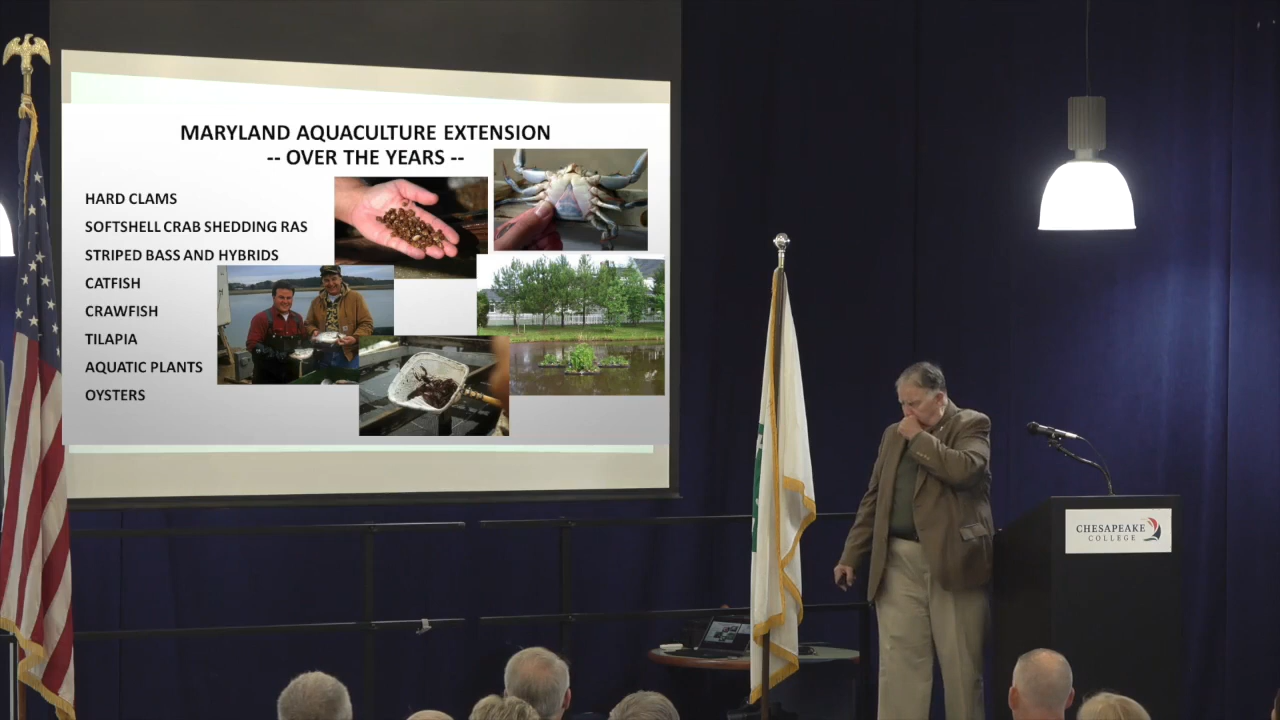 MARYLAND AQUACULTURE EXTENSION
-- OVER THE YEARS --
HARD CLAMS
SOFTSHELL CRAB SHEDDING RAS
STRIPED BASS AND HYBRIDS
CATFISH
CRAWFISH
TILAPIA
AQUATIC PLANTS
OYSTERS
CHESAPEAKE
COLLEGE